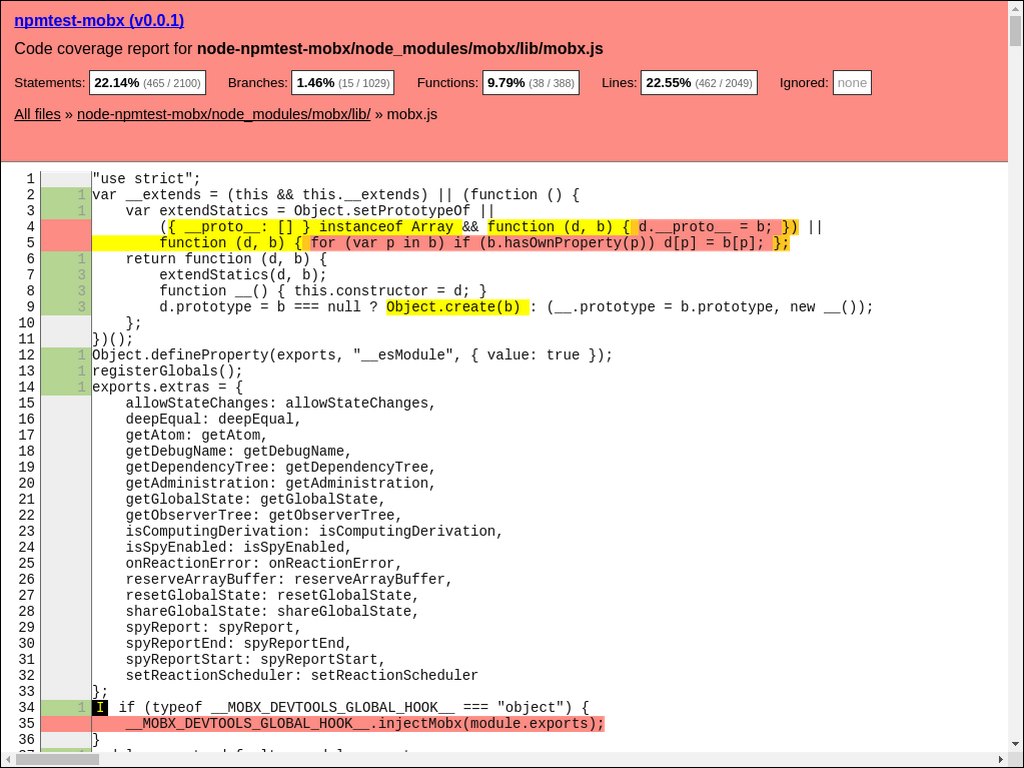 npmtest-mobx (v0.0.1)
Code coverage report for node-npmtest-mobx/node_modules/mobx/lib/mobx.js
Statements: 22.14% (465 / 2100) Branches: 1.46% (15 / 1029) Functions: 9.79% (38 / 388) Lines: 22.55% (462 / 2049) Ignored: none
All files » node-npmtest-mobx/node_modules/mobx/lib/ » mobx.js
1 "use strict";
2 1 var __extends = (this && this.__extends) || (function () {
3 1 var extendStatics = Object.setPrototypeOf ||
4 ({ __proto__: [] } instanceof Array && function (d, b) { d.__proto__ = b; }) ||
5 function (d, b) { for (var p in b) if (b.hasOwnProperty(p)) d[p] = b[p]; };
6 1 return function (d, b) {
7 3 extendStatics(d, b);
8 3 function __() { this.constructor = d; }
9 3 d.prototype = b === null ? Object.create(b) : (__.prototype = b.prototype, new __());
10 };
11 })();
12 1 Object.defineProperty(exports, "__esModule", { value: true });
13 1 registerGlobals();
14 1 exports.extras = {
15 allowStateChanges: allowStateChanges,
16 deepEqual: deepEqual,
17 getAtom: getAtom,
18 getDebugName: getDebugName,
19 getDependencyTree: getDependencyTree,
20 getAdministration: getAdministration,
21 getGlobalState: getGlobalState,
22 getObserverTree: getObserverTree,
23 isComputingDerivation: isComputingDerivation,
24 isSpyEnabled: isSpyEnabled,
25 onReactionError: onReactionError,
26 reserveArrayBuffer: reserveArrayBuffer,
27 resetGlobalState: resetGlobalState,
28 shareGlobalState: shareGlobalState,
29 spyReport: spyReport,
30 spyReportEnd: spyReportEnd,
31 spyReportStart: spyReportStart,
32 setReactionScheduler: setReactionScheduler
33 };
34 1 I if (typeof __MOBX_DEVTOOLS_GLOBAL_HOOK__ === "object") {
35 __MOBX_DEVTOOLS_GLOBAL_HOOK__.injectMobx(module.exports);
36 }